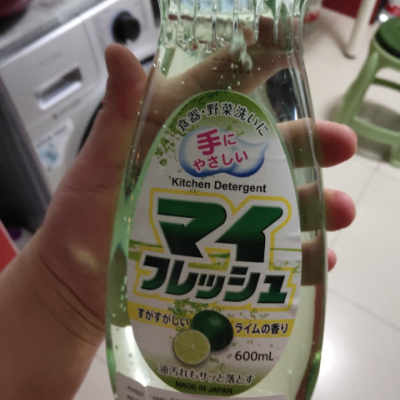 食器・野菜洗いに
手に
やさしい
Kitchen Detergent
マイ
フレッシュ
すがすがしい
ライムの香り
600mL
油汚れもサッと落とす
MADE IN JAPAN